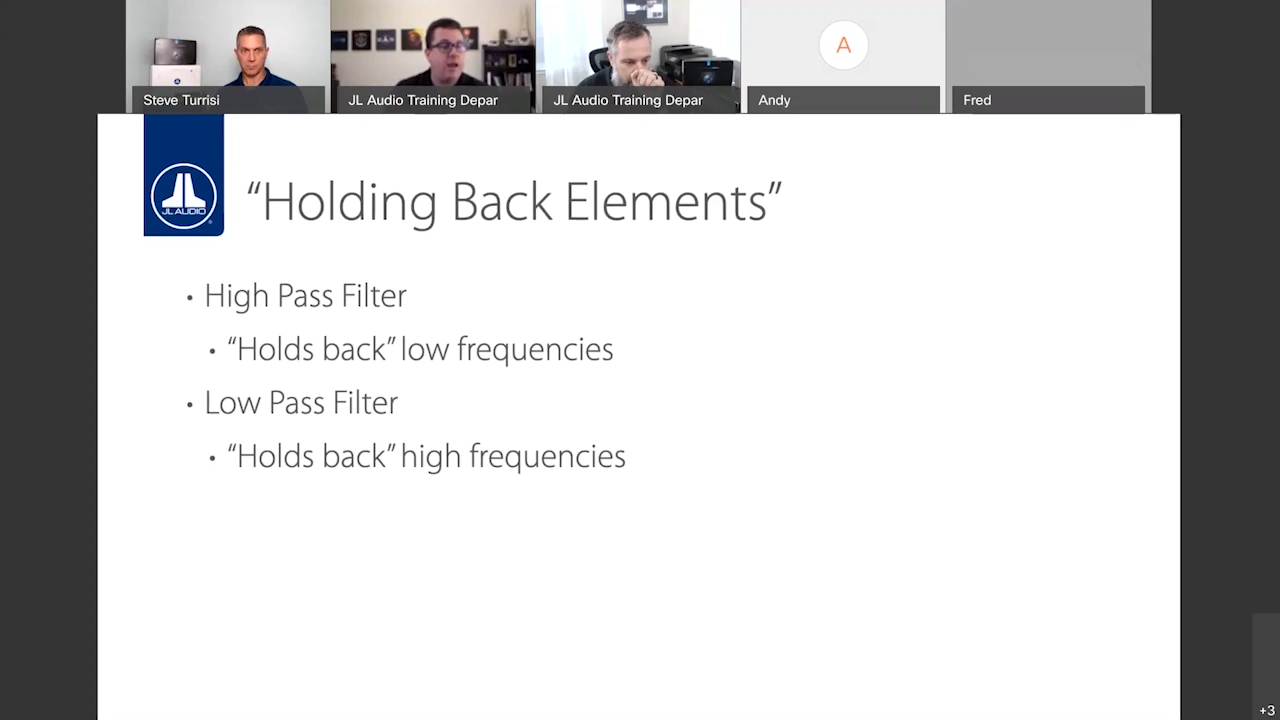 Steve Turrisi
JL Audio Training Depar
JL Audio Training Depar
A
Andy
Fred
JL AUDIO
“Holding Back Elements”
• High Pass Filter
• “Holds back” low frequencies
• Low Pass Filter
• “Holds back” high frequencies
+3